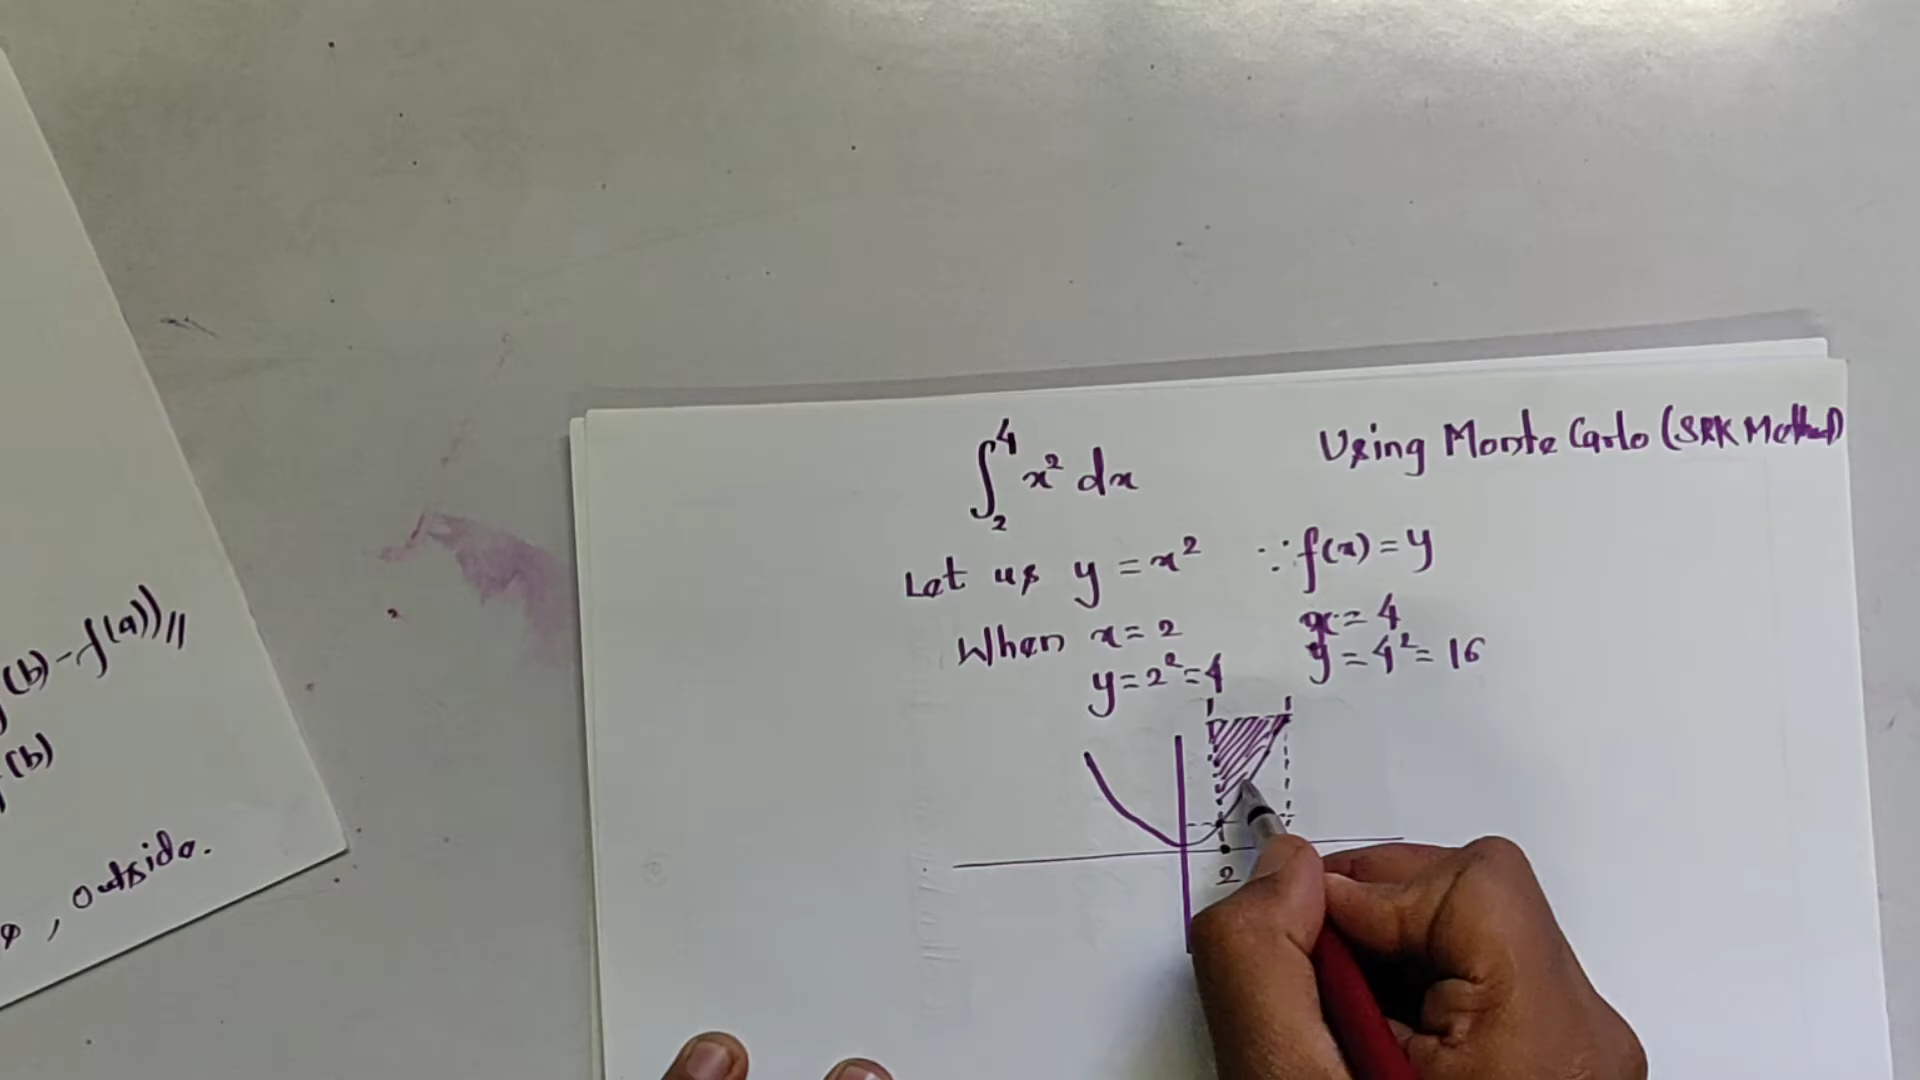 (b)-f(a))//
(b)
, outside.
∫₂⁴ x² dx
Using Monte Carlo (SRK Method)
Let us y = x² ∵ f(x) = y
When x = 2 x = 4
y = 2² = 4 y = 4² = 16
2